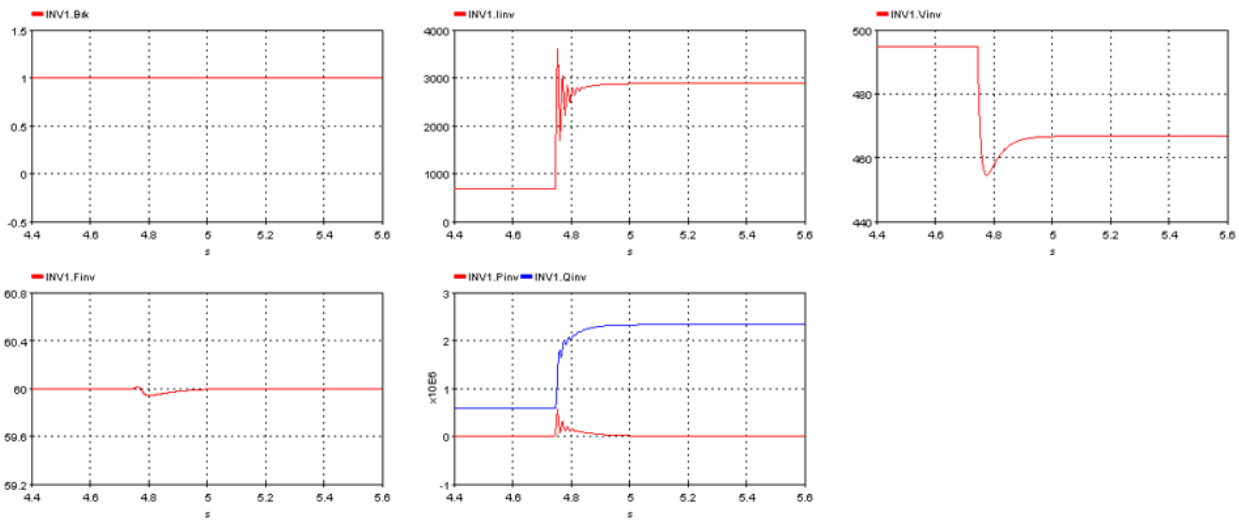 INV1.Brk
1.5
1
0.5
0
-0.5
4.4 4.6 4.8 5 5.2 5.4 5.6
s
INV1.Iinv
4000
3000
2000
1000
0
4.4 4.6 4.8 5 5.2 5.4 5.6
s
INV1.Vinv
500
480
460
440
4.4 4.6 4.8 5 5.2 5.4 5.6
s
INV1.Finv
60.8
60.4
60
59.6
59.2
4.4 4.6 4.8 5 5.2 5.4 5.6
s
INV1.Pinv INV1.Qinv
x10E6
3
2
1
0
-1
4.4 4.6 4.8 5 5.2 5.4 5.6
s